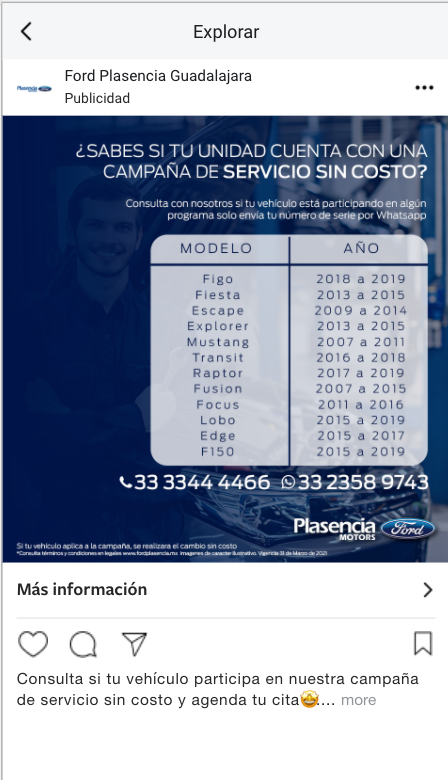 Explorar
Plasencia Ford
Ford Plasencia Guadalajara
Publicidad
¿SABES SI TU UNIDAD CUENTA CON UNA
CAMPAÑA DE SERVICIO SIN COSTO?
Consulta con nosotros si tu vehículo está participando en algún
programa solo envía tu número de serie por Whatsapp
MODELO AÑO
Figo 2018 a 2019
Fiesta 2013 a 2015
Escape 2009 a 2014
Explorer 2013 a 2015
Mustang 2007 a 2011
Transit 2016 a 2018
Raptor 2017 a 2019
Fusion 2007 a 2015
Focus 2011 a 2016
Lobo 2015 a 2019
Edge 2015 a 2017
F150 2015 a 2019
33 3344 4466 33 2358 9743
Plasencia Ford
MOTORS
Si tu vehículo aplica a la campaña, se realizara el cambio sin costo
*Consulta términos y condiciones en legales www.fordplasencia.mx Imagenes de caracter ilustrativo. Vigencia 31 de Marzo de 2021
Más información
Consulta si tu vehículo participa en nuestra campaña
de servicio sin costo y agenda tu cita🤩.... more